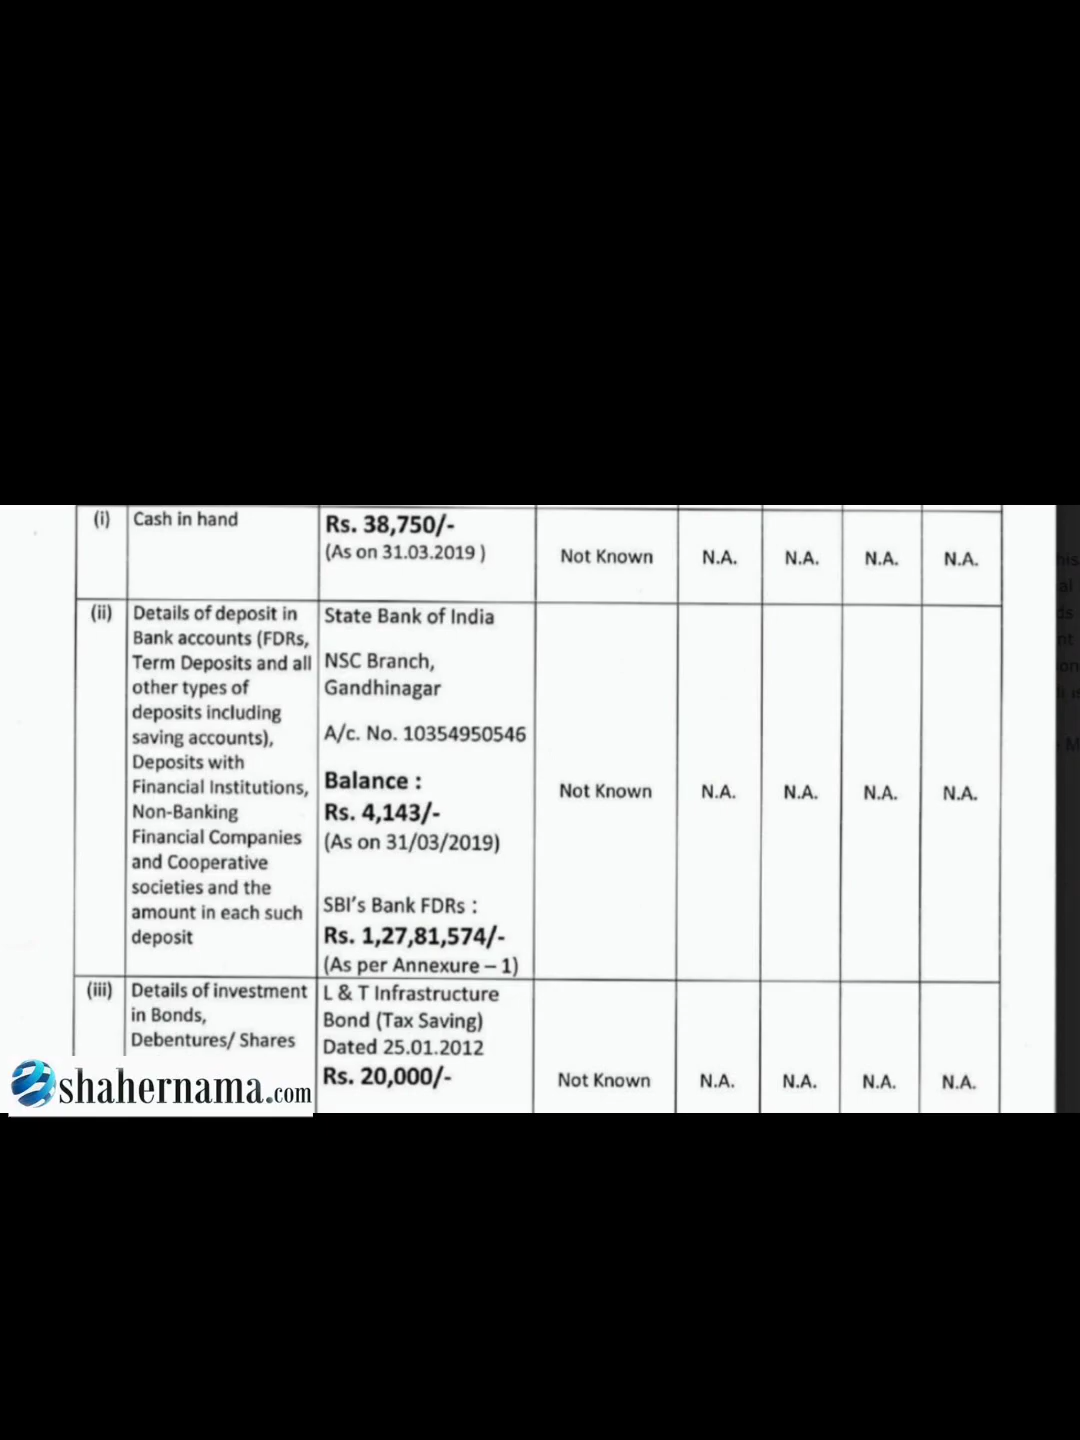 (i) Cash in hand Rs. 38,750/-
(As on 31.03.2019 )
Not Known N.A. N.A. N.A. N.A.
(ii) Details of deposit in
Bank accounts (FDRs,
Term Deposits and all
other types of
deposits including
saving accounts),
Deposits with
Financial Institutions,
Non-Banking
Financial Companies
and Cooperative
societies and the
amount in each such
deposit
State Bank of India
NSC Branch,
Gandhinagar
A/c. No. 10354950546
Balance :
Rs. 4,143/-
(As on 31/03/2019)
SBI's Bank FDRs :
Rs. 1,27,81,574/-
(As per Annexure – 1)
Not Known N.A. N.A. N.A. N.A.
(iii) Details of investment
in Bonds,
Debentures/ Shares
L & T Infrastructure
Bond (Tax Saving)
Dated 25.01.2012
Rs. 20,000/-
Not Known N.A. N.A. N.A. N.A.
shahernama.com